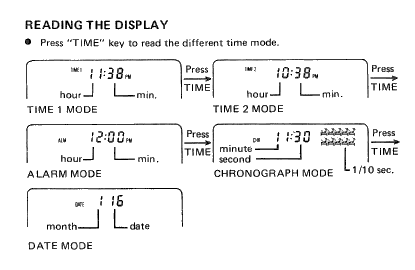 READING THE DISPLAY
● Press "TIME" key to read the different time mode.
TIME 1 11:38 PM
hour min.
TIME 1 MODE
Press
TIME
TIME 2 10:38 PM
hour min.
TIME 2 MODE
Press
TIME
ALM 12:00 PM
hour min.
ALARM MODE
Press
TIME
CHR 11:30
minute
second
1/10 sec.
CHRONOGRAPH MODE
Press
TIME
DATE 1 16
month date
DATE MODE